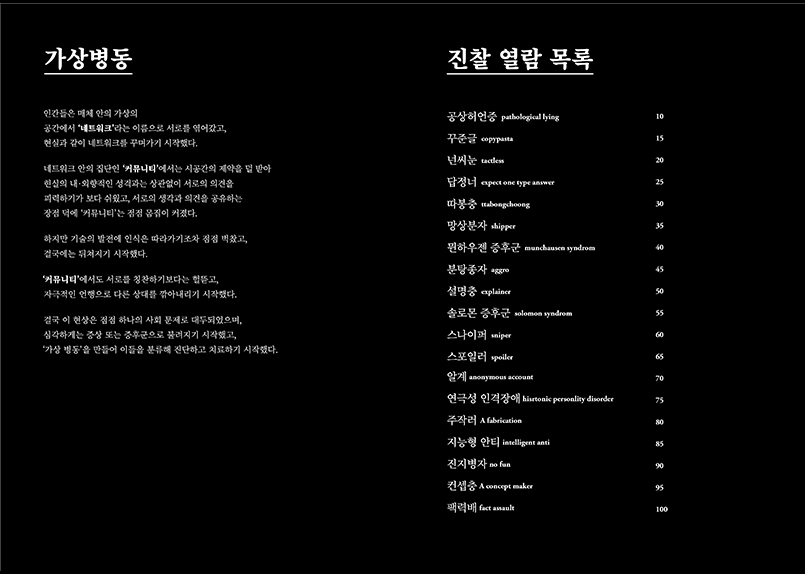 가상병동
인간들은 매체 안의 가상의
공간에서 '네트워크'라는 이름으로 서로를 엮어갔고,
현실과 같이 네트워크를 꾸며가기 시작했다.
네트워크 안의 집단인 '커뮤니티'에서는 시공간의 제약을 덜 받아
현실의 내·외향적인 성격과는 상관없이 서로의 의견을
피력하기가 보다 쉬웠고, 서로의 생각과 의견을 공유하는
장점 덕에 '커뮤니티'는 점점 몸집이 커졌다.
하지만 기술의 발전에 인식은 따라가기조차 점점 벅찼고,
결국에는 뒤쳐지기 시작했다.
'커뮤니티'에서도 서로를 칭찬하기보다는 헐뜯고,
자극적인 언행으로 다른 상대를 깎아내리기 시작했다.
결국 이 현상은 점점 하나의 사회 문제로 대두되었으며,
심각하게는 증상 또는 증후군으로 불려지기 시작했고,
'가상 병동'을 만들어 이들을 분류해 진단하고 치료하기 시작했다.
진찰 열람 목록
공상허언증 pathological lying 10
꾸준글 copypasta 15
넌씨눈 tactless 20
답정너 expect one type answer 25
따봉충 ttabongchoong 30
망상분자 shipper 35
뮌하우젠 증후군 munchausen syndrom 40
분탕종자 aggro 45
설명충 explainer 50
솔로몬 증후군 solomon syndrom 55
스나이퍼 sniper 60
스포일러 spoiler 65
알계 anonymous account 70
연극성 인격장애 hisrtonic personlity disorder 75
주작러 A fabrication 80
지능형 안티 intelligent anti 85
진지병자 no fun 90
컨셉충 A concept maker 95
팩력배 fact assault 100